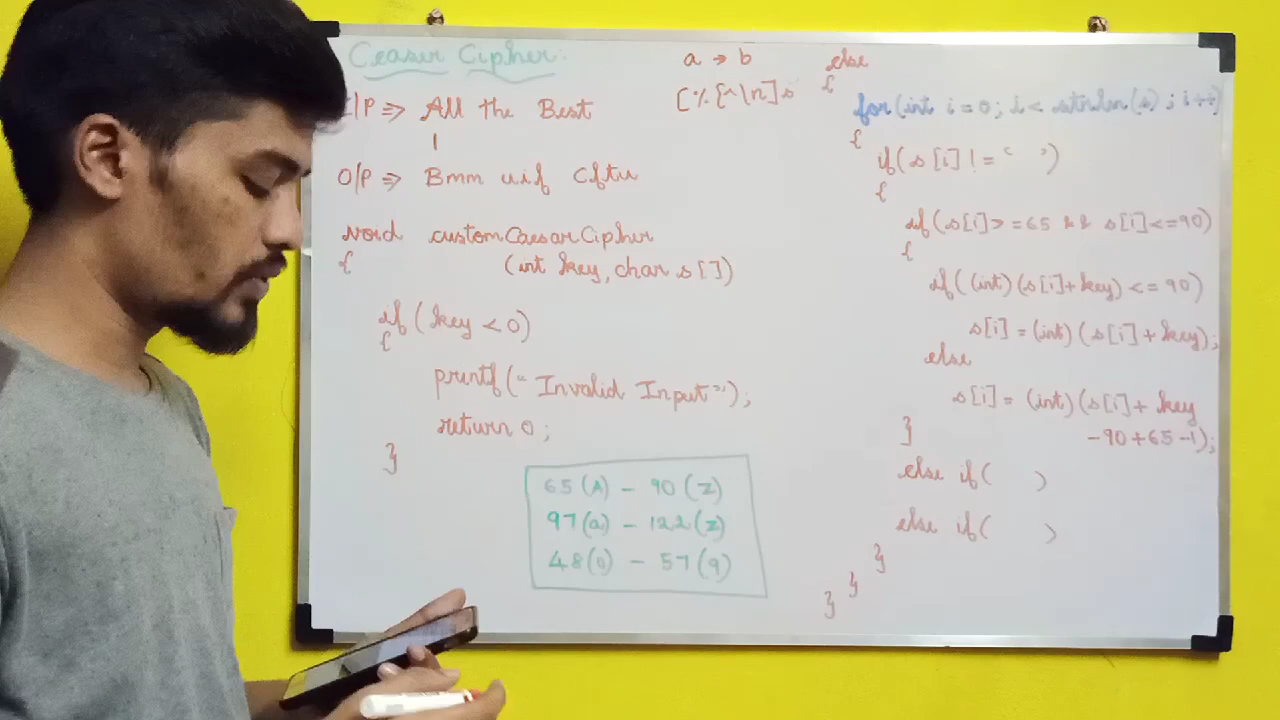 Ceaser Cipher:
I/P => All the Best
O/P => Bmm uif Cftu
void customCaesarCipher
{ (int key, char s[])
if (key < 0)
{
printf("Invalid Input");
return 0;
}
65(A) - 90(Z)
97(a) - 122(z)
48(0) - 57(9)
a → b
[%[^\n]s
else
{
for(int i=0; i< strlen(s); i++)
{
if(s[i] != ' ')
{
if(s[i]>=65 && s[i]<=90)
{
if((int)(s[i]+key) <= 90)
s[i] = (int)(s[i]+key);
else
s[i] = (int)(s[i]+key
-90+65-1);
}
else if( )
else if( )
}
}
}